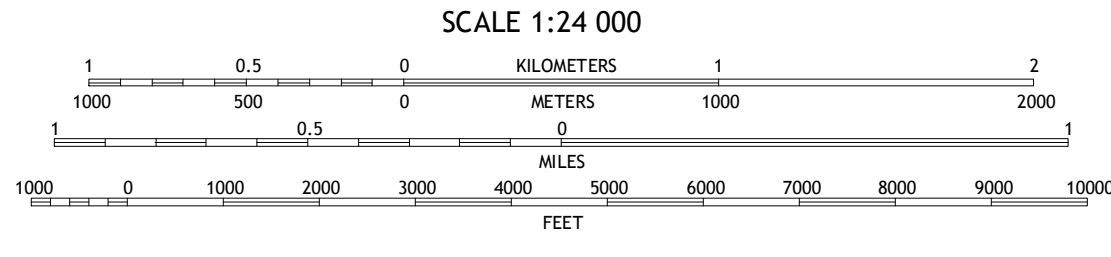 SCALE 1:24 000
1 0.5 0 KILOMETERS 1 2
1000 500 0 METERS 1000 2000
1 0.5 0 1
MILES
1000 0 1000 2000 3000 4000 5000 6000 7000 8000 9000 10000
FEET